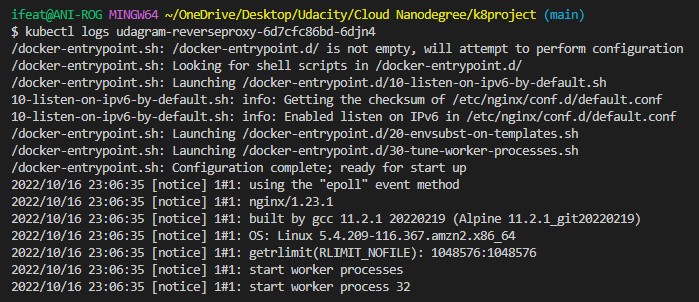 ifeat@ANI-ROG MINGW64 ~/OneDrive/Desktop/Udacity/Cloud Nanodegree/k8project (main)
$ kubectl logs udagram-reverseproxy-6d7cfc86bd-6djn4
/docker-entrypoint.sh: /docker-entrypoint.d/ is not empty, will attempt to perform configuration
/docker-entrypoint.sh: Looking for shell scripts in /docker-entrypoint.d/
/docker-entrypoint.sh: Launching /docker-entrypoint.d/10-listen-on-ipv6-by-default.sh
10-listen-on-ipv6-by-default.sh: info: Getting the checksum of /etc/nginx/conf.d/default.conf
10-listen-on-ipv6-by-default.sh: info: Enabled listen on IPv6 in /etc/nginx/conf.d/default.conf
/docker-entrypoint.sh: Launching /docker-entrypoint.d/20-envsubst-on-templates.sh
/docker-entrypoint.sh: Launching /docker-entrypoint.d/30-tune-worker-processes.sh
/docker-entrypoint.sh: Configuration complete; ready for start up
2022/10/16 23:06:35 [notice] 1#1: using the "epoll" event method
2022/10/16 23:06:35 [notice] 1#1: nginx/1.23.1
2022/10/16 23:06:35 [notice] 1#1: built by gcc 11.2.1 20220219 (Alpine 11.2.1_git20220219)
2022/10/16 23:06:35 [notice] 1#1: OS: Linux 5.4.209-116.367.amzn2.x86_64
2022/10/16 23:06:35 [notice] 1#1: getrlimit(RLIMIT_NOFILE): 1048576:1048576
2022/10/16 23:06:35 [notice] 1#1: start worker processes
2022/10/16 23:06:35 [notice] 1#1: start worker process 32